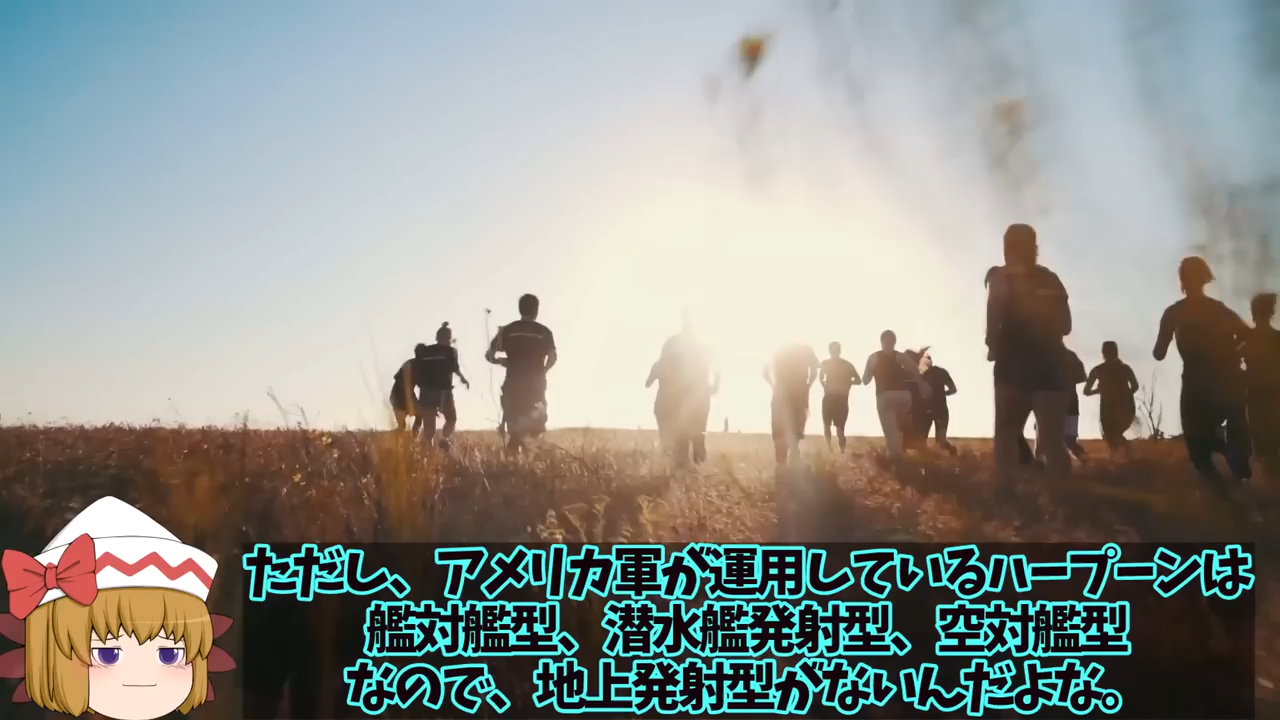 ただし、アメリカ軍が運用しているハープーンは
艦対艦型、潜水艦発射型、空対艦型
なので、地上発射型がないんだよな。